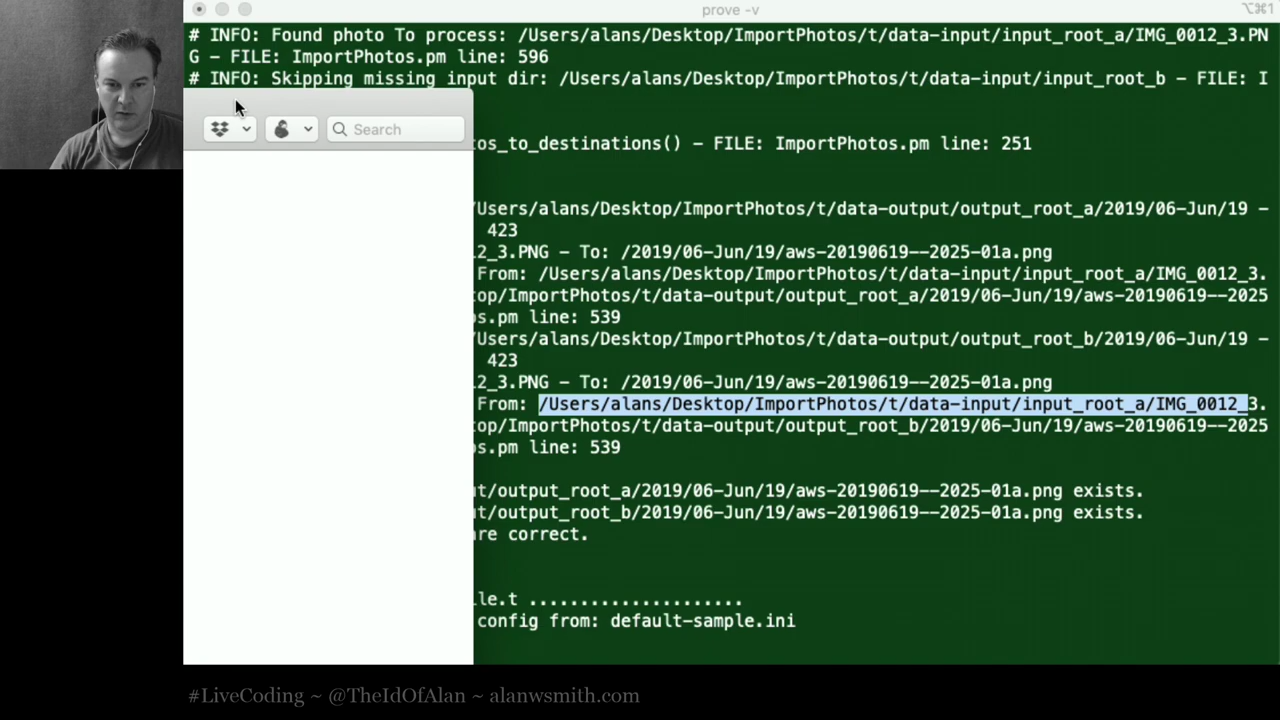 prove -v
⌥⌘1
# INFO: Found photo To process: /Users/alans/Desktop/ImportPhotos/t/data-input/input_root_a/IMG_0012_3.PN
G - FILE: ImportPhotos.pm line: 596
# INFO: Skipping missing input dir: /Users/alans/Desktop/ImportPhotos/t/data-input/input_root_b - FILE: I
Search
os_to_destinations() - FILE: ImportPhotos.pm line: 251
/Users/alans/Desktop/ImportPhotos/t/data-output/output_root_a/2019/06-Jun/19 -
423
2_3.PNG - To: /2019/06-Jun/19/aws-20190619--2025-01a.png
From: /Users/alans/Desktop/ImportPhotos/t/data-input/input_root_a/IMG_0012_3.
top/ImportPhotos/t/data-output/output_root_a/2019/06-Jun/19/aws-20190619--2025
os.pm line: 539
/Users/alans/Desktop/ImportPhotos/t/data-output/output_root_b/2019/06-Jun/19 -
423
2_3.PNG - To: /2019/06-Jun/19/aws-20190619--2025-01a.png
From: /Users/alans/Desktop/ImportPhotos/t/data-input/input_root_a/IMG_0012_3.
top/ImportPhotos/t/data-output/output_root_b/2019/06-Jun/19/aws-20190619--2025
os.pm line: 539
ut/output_root_a/2019/06-Jun/19/aws-20190619--2025-01a.png exists.
ut/output_root_b/2019/06-Jun/19/aws-20190619--2025-01a.png exists.
re correct.
le.t .....................
config from: default-sample.ini
#LiveCoding ~ @TheIdOfAlan ~ alanwsmith.com